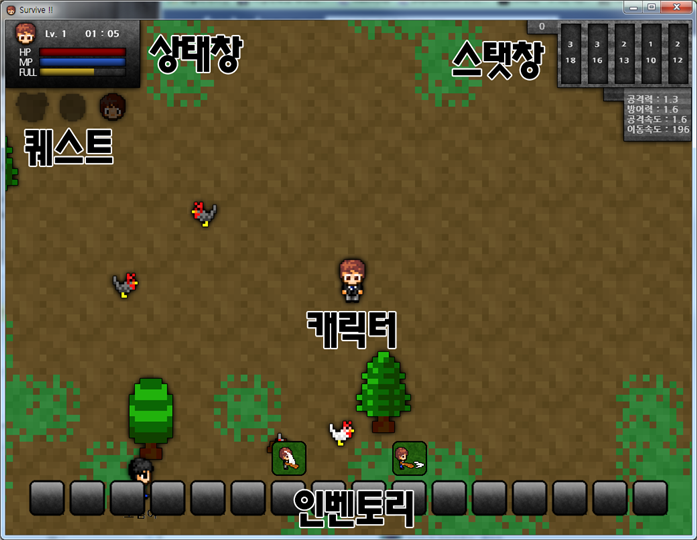 Survive !!
Lv. 1 01 : 05
HP
MP
FULL
상태창
스탯창
0
3 3 2 1 2
18 16 13 10 12
공격력 : 1.3
방어력 : 1.6
공격속도 : 1.6
이동속도 : 196
퀘스트
캐릭터
인벤토리